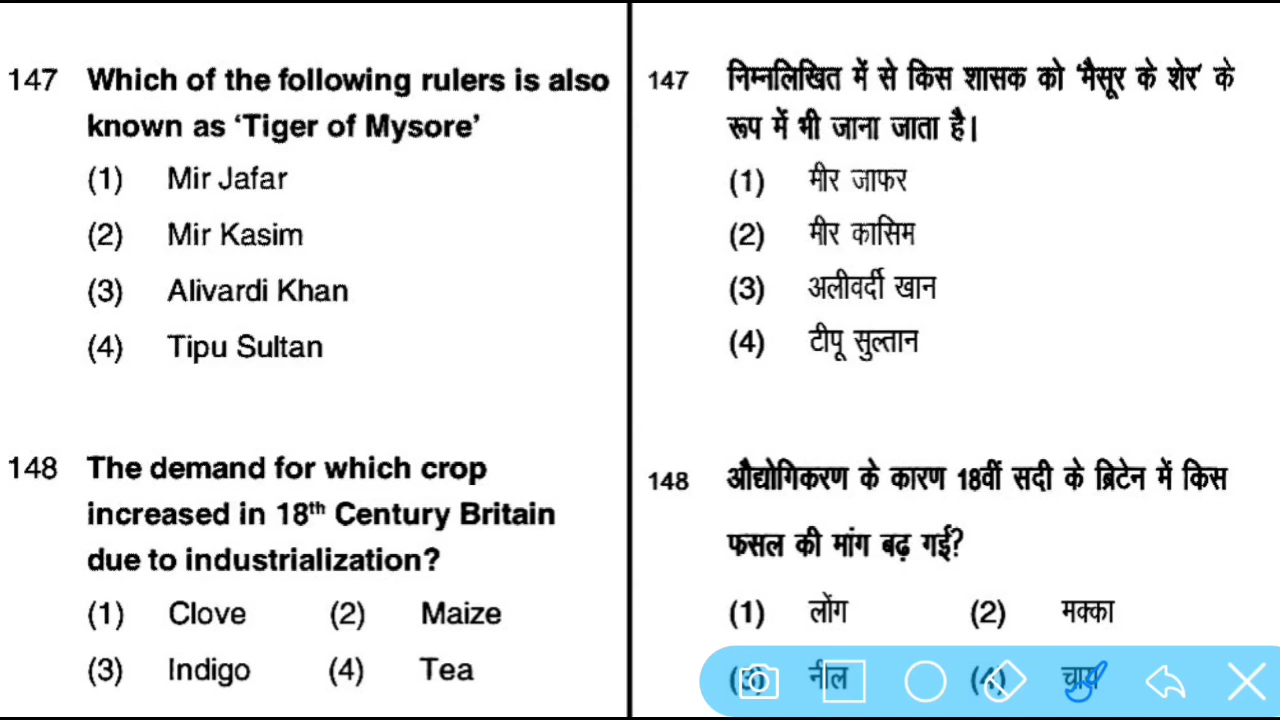 147 Which of the following rulers is also
known as ‘Tiger of Mysore’
(1) Mir Jafar
(2) Mir Kasim
(3) Alivardi Khan
(4) Tipu Sultan
148 The demand for which crop
increased in 18th Century Britain
due to industrialization?
(1) Clove (2) Maize
(3) Indigo (4) Tea
147 निम्नलिखित में से किस शासक को ‘मैसूर के शेर’ के
रूप में भी जाना जाता है।
(1) मीर जाफर
(2) मीर कासिम
(3) अलीवर्दी खान
(4) टीपू सुल्तान
148 औद्योगिकरण के कारण 18वीं सदी के ब्रिटेन में किस
फसल की मांग बढ़ गई?
(1) लोंग (2) मक्का
(3) नील (4) चाय